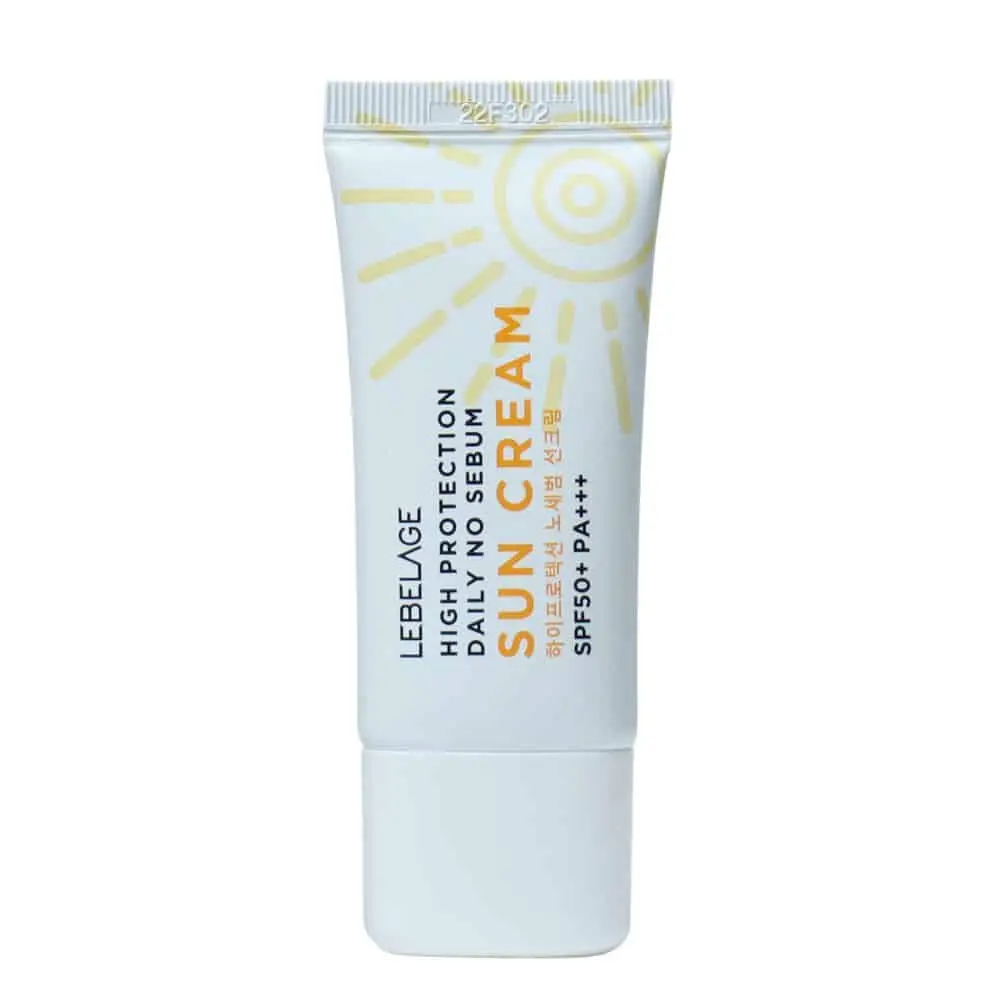 22F302
LEBELAGE
HIGH PROTECTION
DAILY NO SEBUM
SUN CREAM
하이프로텍션 노세범 선크림
SPF50+ PA+++